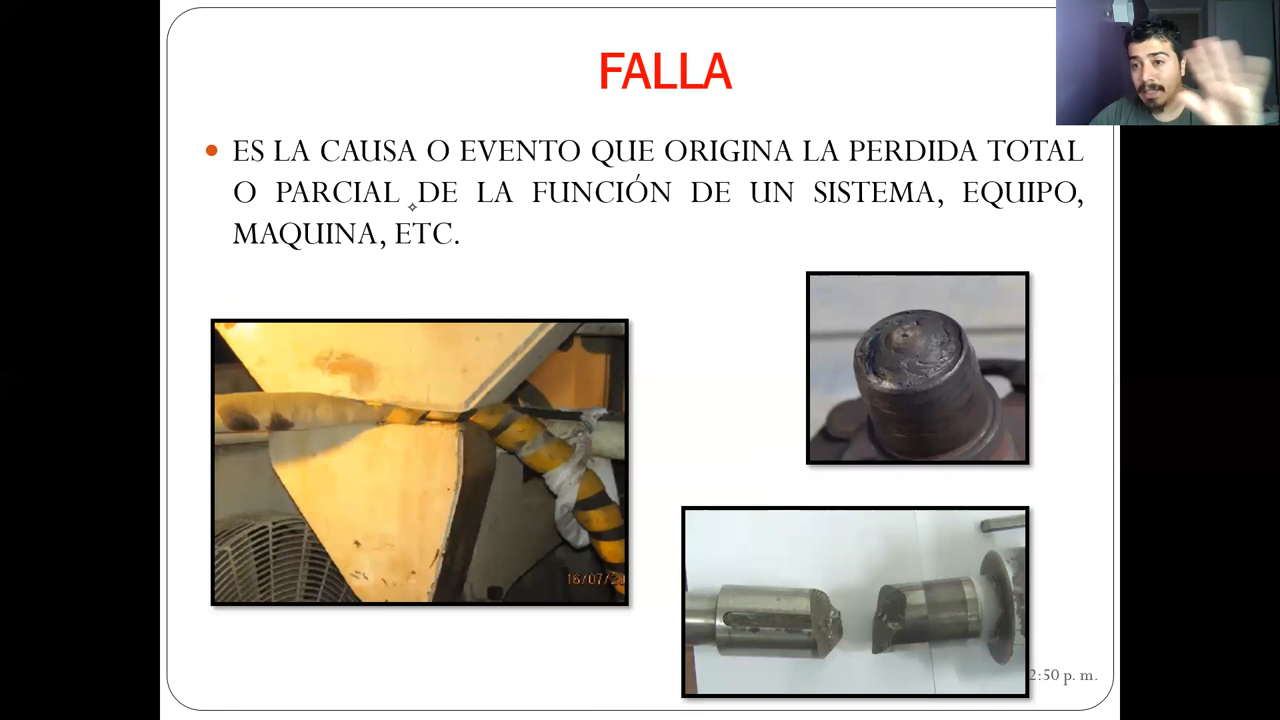 FALLA
ES LA CAUSA O EVENTO QUE ORIGINA LA PERDIDA TOTAL
O PARCIAL DE LA FUNCIÓN DE UN SISTEMA, EQUIPO,
MAQUINA, ETC.
16/07/20
2:50 p. m.